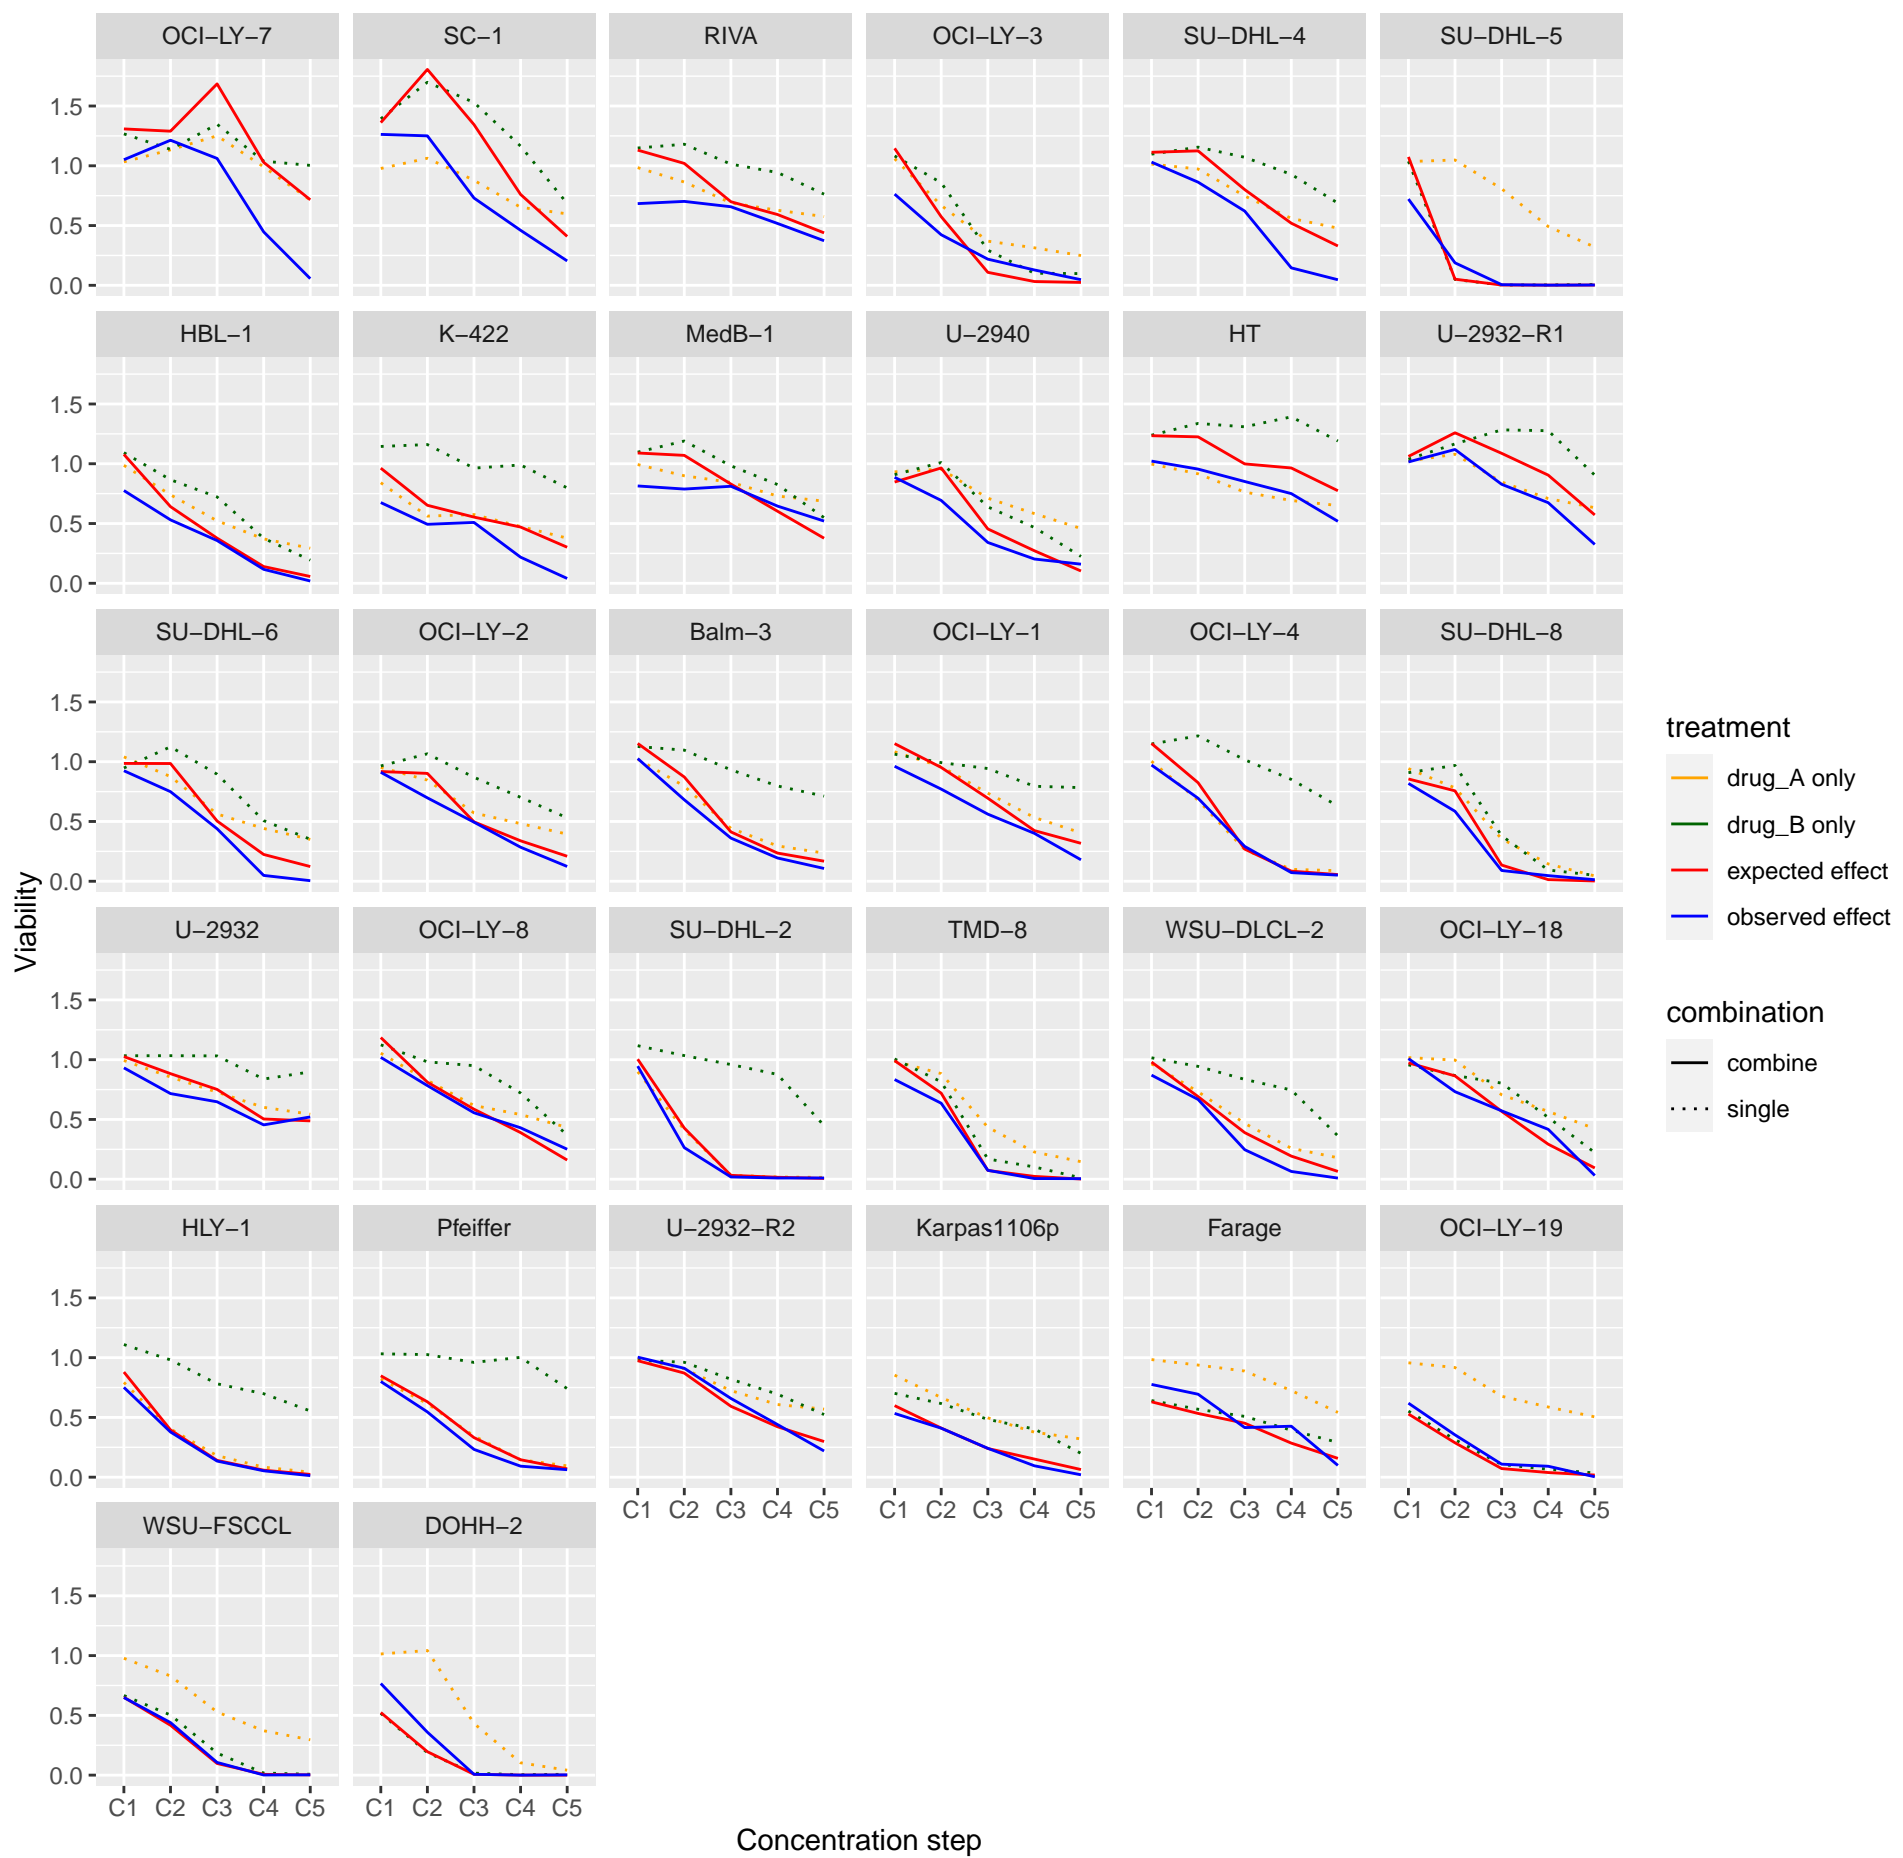 OCI−LY−7 SC−1 RIVA OCI−LY−3 SU−DHL−4 SU−DHL−5
1.5
1.0
0.5
0.0
HBL−1 K−422 MedB−1 U−2940 HT U−2932−R1
1.5
1.0
0.5
0.0
SU−DHL−6 OCI−LY−2 Balm−3 OCI−LY−1 OCI−LY−4 SU−DHL−8
1.5
1.0
0.5
0.0
U−2932 OCI−LY−8 SU−DHL−2 TMD−8 WSU−DLCL−2 OCI−LY−18
1.5
1.0
0.5
0.0
HLY−1 Pfeiffer U−2932−R2 Karpas1106p Farage OCI−LY−19
1.5
1.0
0.5
0.0
C1 C2 C3 C4 C5 C1 C2 C3 C4 C5 C1 C2 C3 C4 C5 C1 C2 C3 C4 C5
WSU−FSCCL DOHH−2
1.5
1.0
0.5
0.0
C1 C2 C3 C4 C5 C1 C2 C3 C4 C5
Concentration step
Viability
treatment
drug_A only
drug_B only
expected effect
observed effect
combination
combine
single